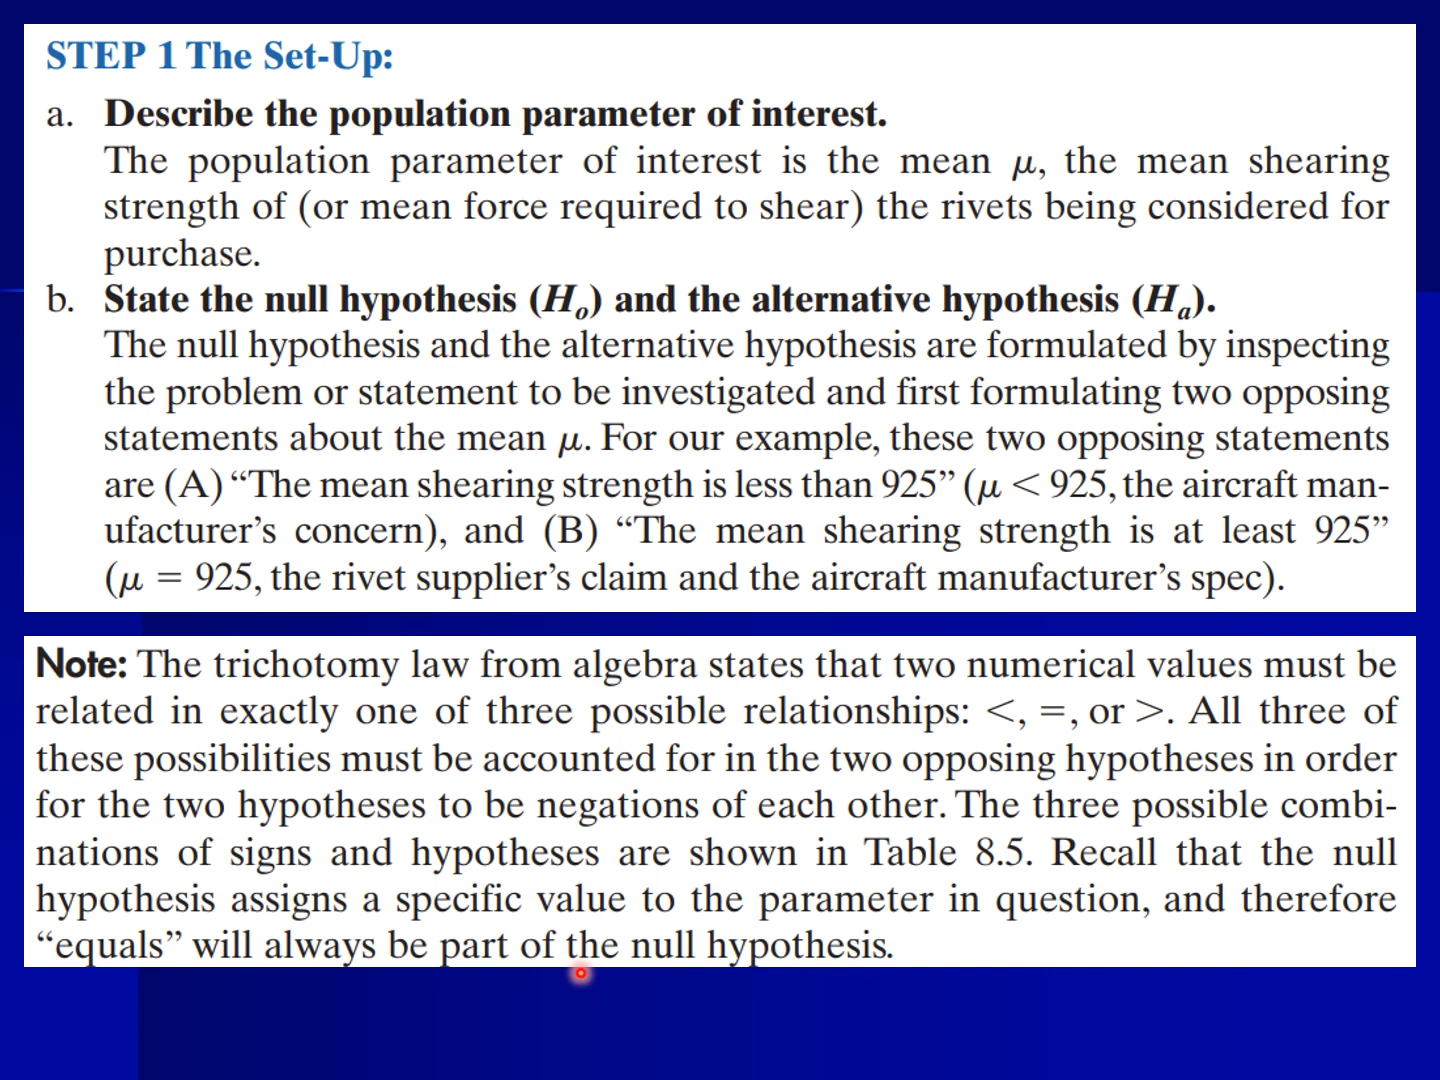 STEP 1 The Set-Up:
a. Describe the population parameter of interest.
The population parameter of interest is the mean μ, the mean shearing
strength of (or mean force required to shear) the rivets being considered for
purchase.
b. State the null hypothesis (Ho) and the alternative hypothesis (Ha).
The null hypothesis and the alternative hypothesis are formulated by inspecting
the problem or statement to be investigated and first formulating two opposing
statements about the mean μ. For our example, these two opposing statements
are (A) “The mean shearing strength is less than 925” (μ < 925, the aircraft man-
ufacturer’s concern), and (B) “The mean shearing strength is at least 925”
(μ = 925, the rivet supplier’s claim and the aircraft manufacturer’s spec).
Note: The trichotomy law from algebra states that two numerical values must be
related in exactly one of three possible relationships: <, =, or >. All three of
these possibilities must be accounted for in the two opposing hypotheses in order
for the two hypotheses to be negations of each other. The three possible combi-
nations of signs and hypotheses are shown in Table 8.5. Recall that the null
hypothesis assigns a specific value to the parameter in question, and therefore
“equals” will always be part of the null hypothesis.